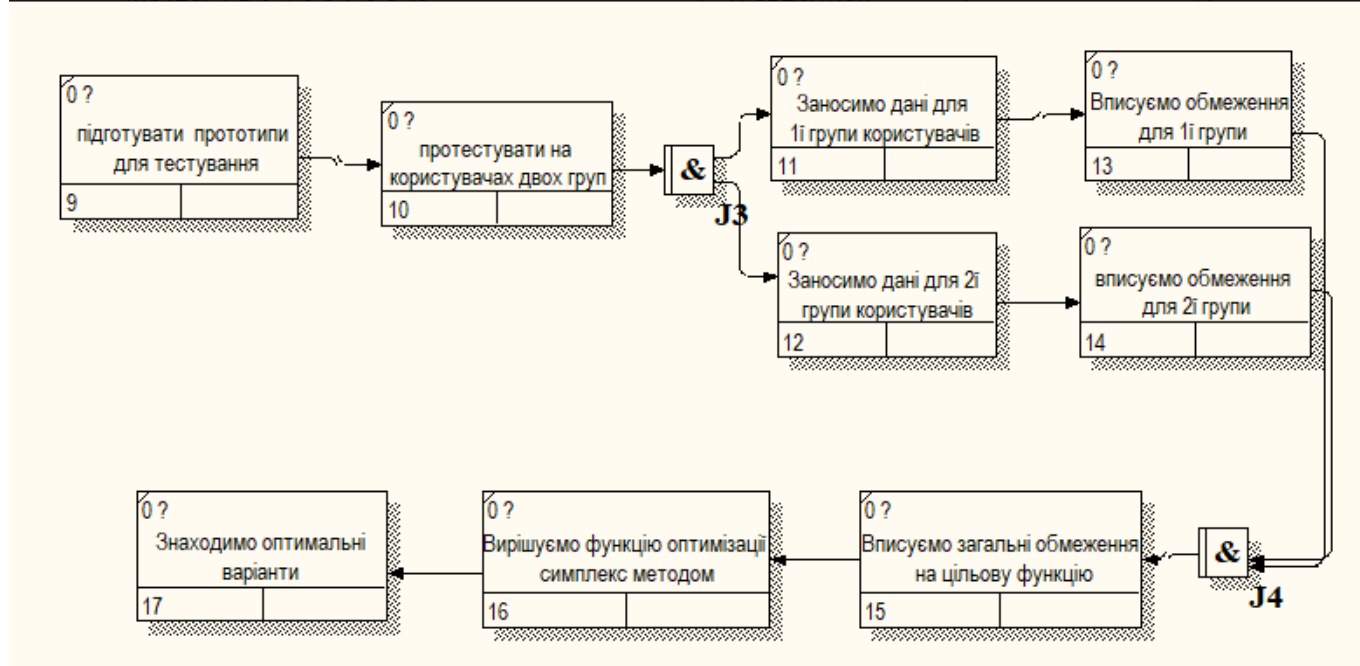 0 ?
підготувати прототипи
для тестування
9
0 ?
протестувати на
користувачах двох груп
10
&
J3
0 ?
Заносимо дані для
1ї групи користувачів
11
0 ?
Вписуємо обмеження
для 1ї групи
13
0 ?
Заносимо дані для 2ї
групи користувачів
12
0 ?
вписуємо обмеження
для 2ї групи
14
&
J4
0 ?
Вписуємо загальні обмеження
на цільову функцію
15
0 ?
Вирішуємо функцію оптимізації
симплекс методом
16
0 ?
Знаходимо оптимальні
варіанти
17